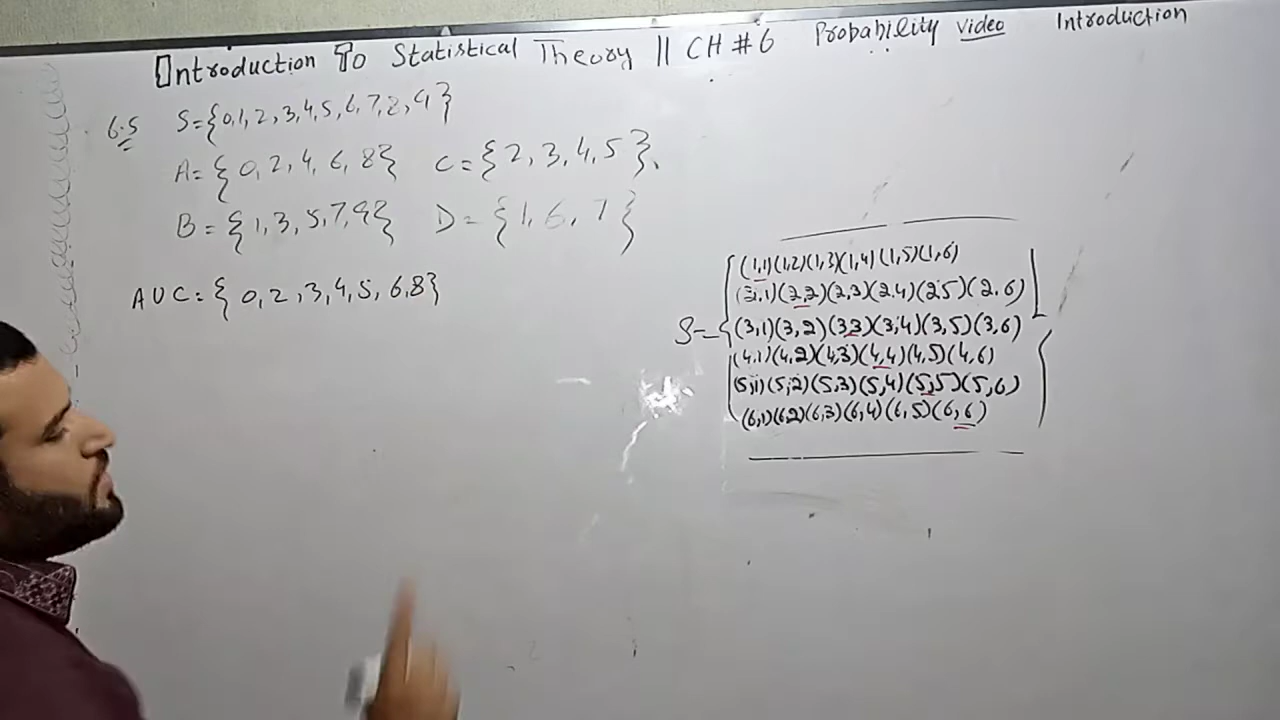 Introduction To Statistical Theory || CH # 6 Probability video Introduction
6.5 S={0,1,2,3,4,5,6,7,8,9}
A={0,2,4,6,8} C={2,3,4,5}.
B={1,3,5,7,9} D={1,6,7}
A∪C={0,2,3,4,5,6,8}
(1,1)(1,2)(1,3)(1,4)(1,5)(1,6)
(2,1)(2,2)(2,3)(2,4)(2,5)(2,6)
S={(3,1)(3,2)(3,3)(3,4)(3,5)(3,6)
(4,1)(4,2)(4,3)(4,4)(4,5)(4,6)
(5,1)(5,2)(5,3)(5,4)(5,5)(5,6)
(6,1)(6,2)(6,3)(6,4)(6,5)(6,6)}